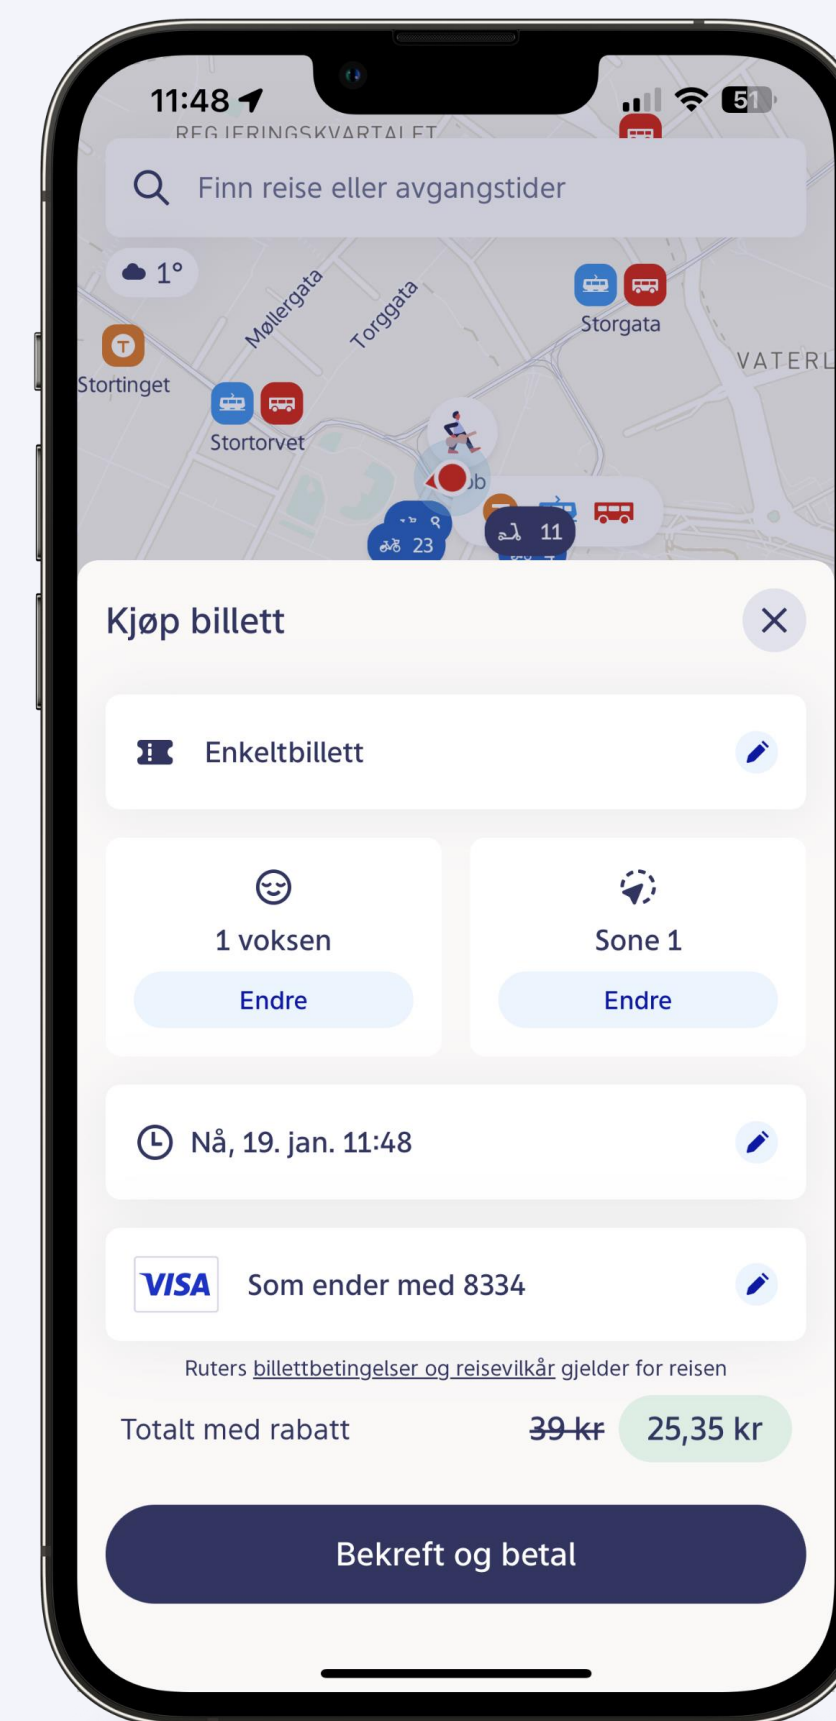 11:48
51
REGJERINGSKVARTALET
Finn reise eller avgangstider
1°
Møllergata
Torggata
Storgata
VATERL
T
Stortinget
Stortorvet
11
23
Kjøp billett
Enkeltbillett
1 voksen
Sone 1
Endre
Endre
Nå, 19. jan. 11:48
VISA
Som ender med 8334
Ruters billettbetingelser og reisevilkår gjelder for reisen
Totalt med rabatt
39 kr
25,35 kr
Bekreft og betal